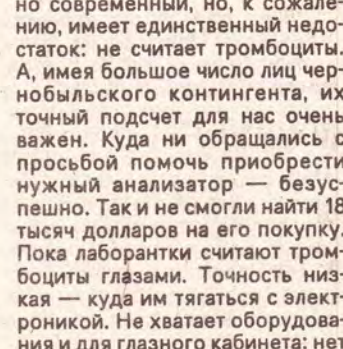 но современный, но, к сожале-
нию, имеет единственный недо-
статок: не считает тромбоциты.
А, имея большое число лиц чер-
нобыльского контингента, их
точный подсчет для нас очень
важен. Куда ни обращались с
просьбой помочь приобрести
нужный анализатор — безус-
пешно. Так и не смогли найти 18
тысяч долларов на его покупку.
Пока лаборантки считают тром-
боциты глазами. Точность низ-
кая — куда им тягаться с элект-
роникой. Не хватает оборудова-
ния и для глазного кабинета: нет